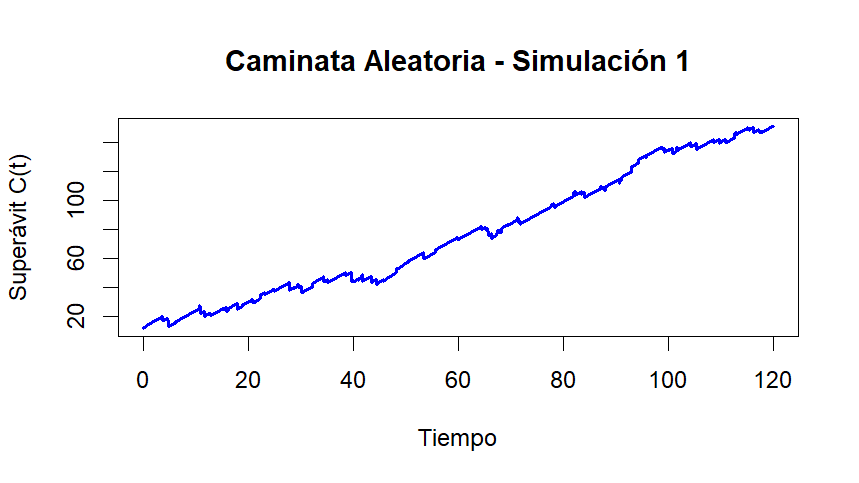 Caminata Aleatoria - Simulación 1
Superávit C(t)
100
60
20
0 20 40 60 80 100 120
Tiempo